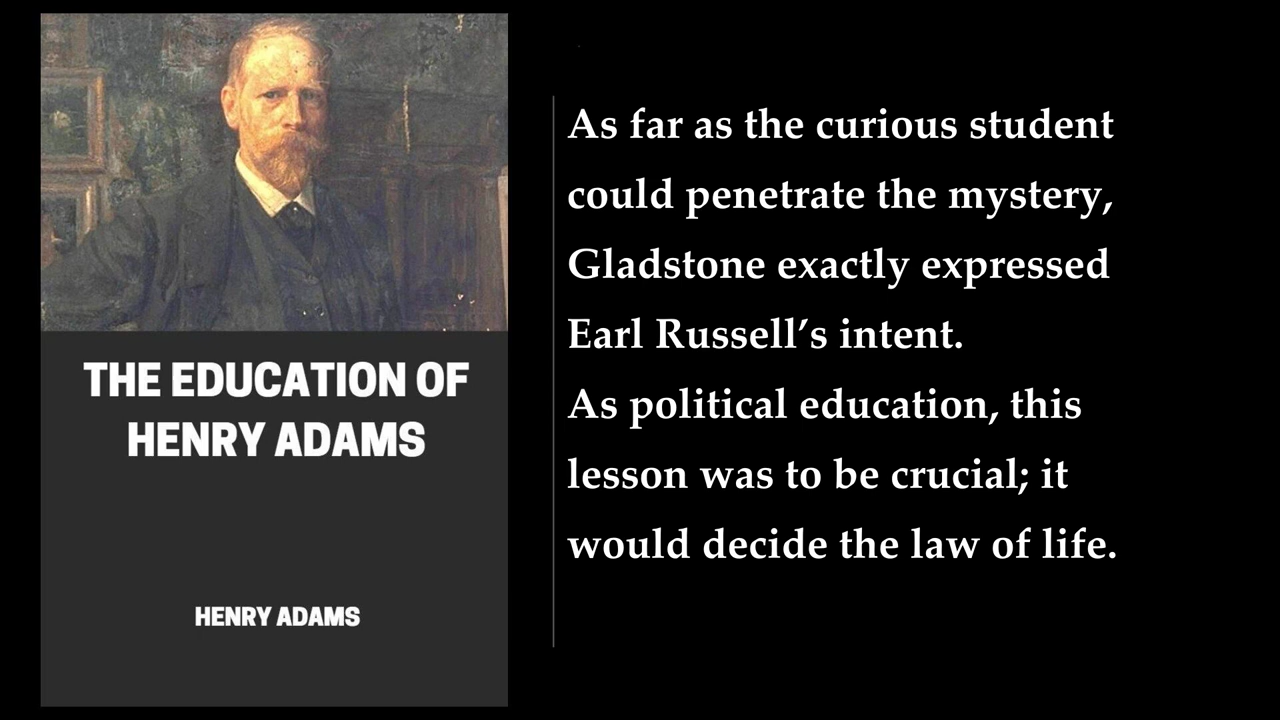 THE EDUCATION OF
HENRY ADAMS
HENRY ADAMS
As far as the curious student
could penetrate the mystery,
Gladstone exactly expressed
Earl Russell’s intent.
As political education, this
lesson was to be crucial; it
would decide the law of life.